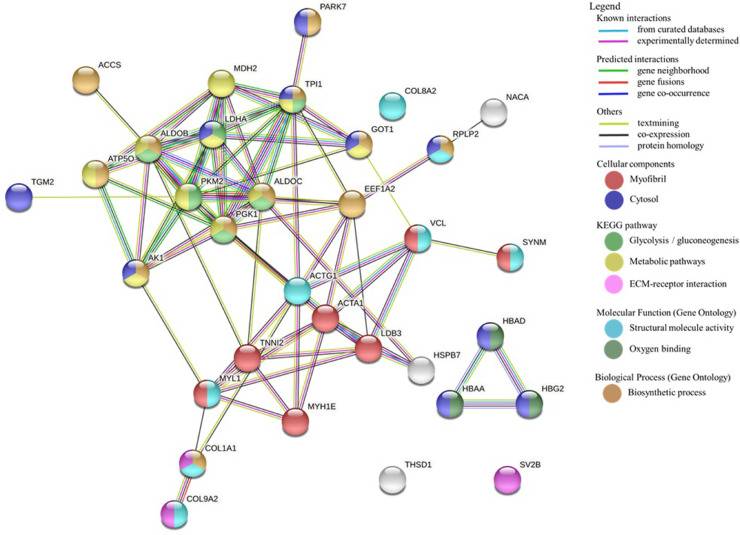 PARK7
ACCS
MDH2
TPI1
COL8A2
NACA
LDHA
ALDOB
GOT1
RPLP2
ATP5O
TGM2
PKM2
ALDOC
EEF1A2
PGK1
VCL
SYNM
AK1
ACTG1
ACTA1
HBAD
LDB3
TNNI2
HSPB7
MYL1
HBAA
HBG2
MYH1E
COL1A1
THSD1
SV2B
COL9A2
Legend
Known interactions
from curated databases
experimentally determined
Predicted interactions
gene neighborhood
gene fusions
gene co-occurrence
Others
textmining
co-expression
protein homology
Cellular components
Myofibril
Cytosol
KEGG pathway
Glycolysis / gluconeogenesis
Metabolic pathways
ECM-receptor interaction
Molecular Function (Gene Ontology)
Structural molecule activity
Oxygen binding
Biological Process (Gene Ontology)
Biosynthetic process